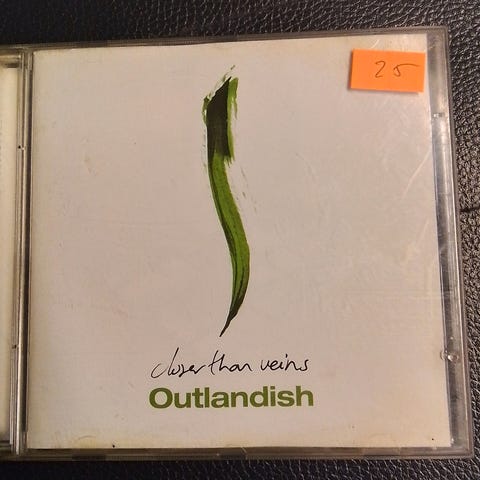 25
closer than veins
Outlandish